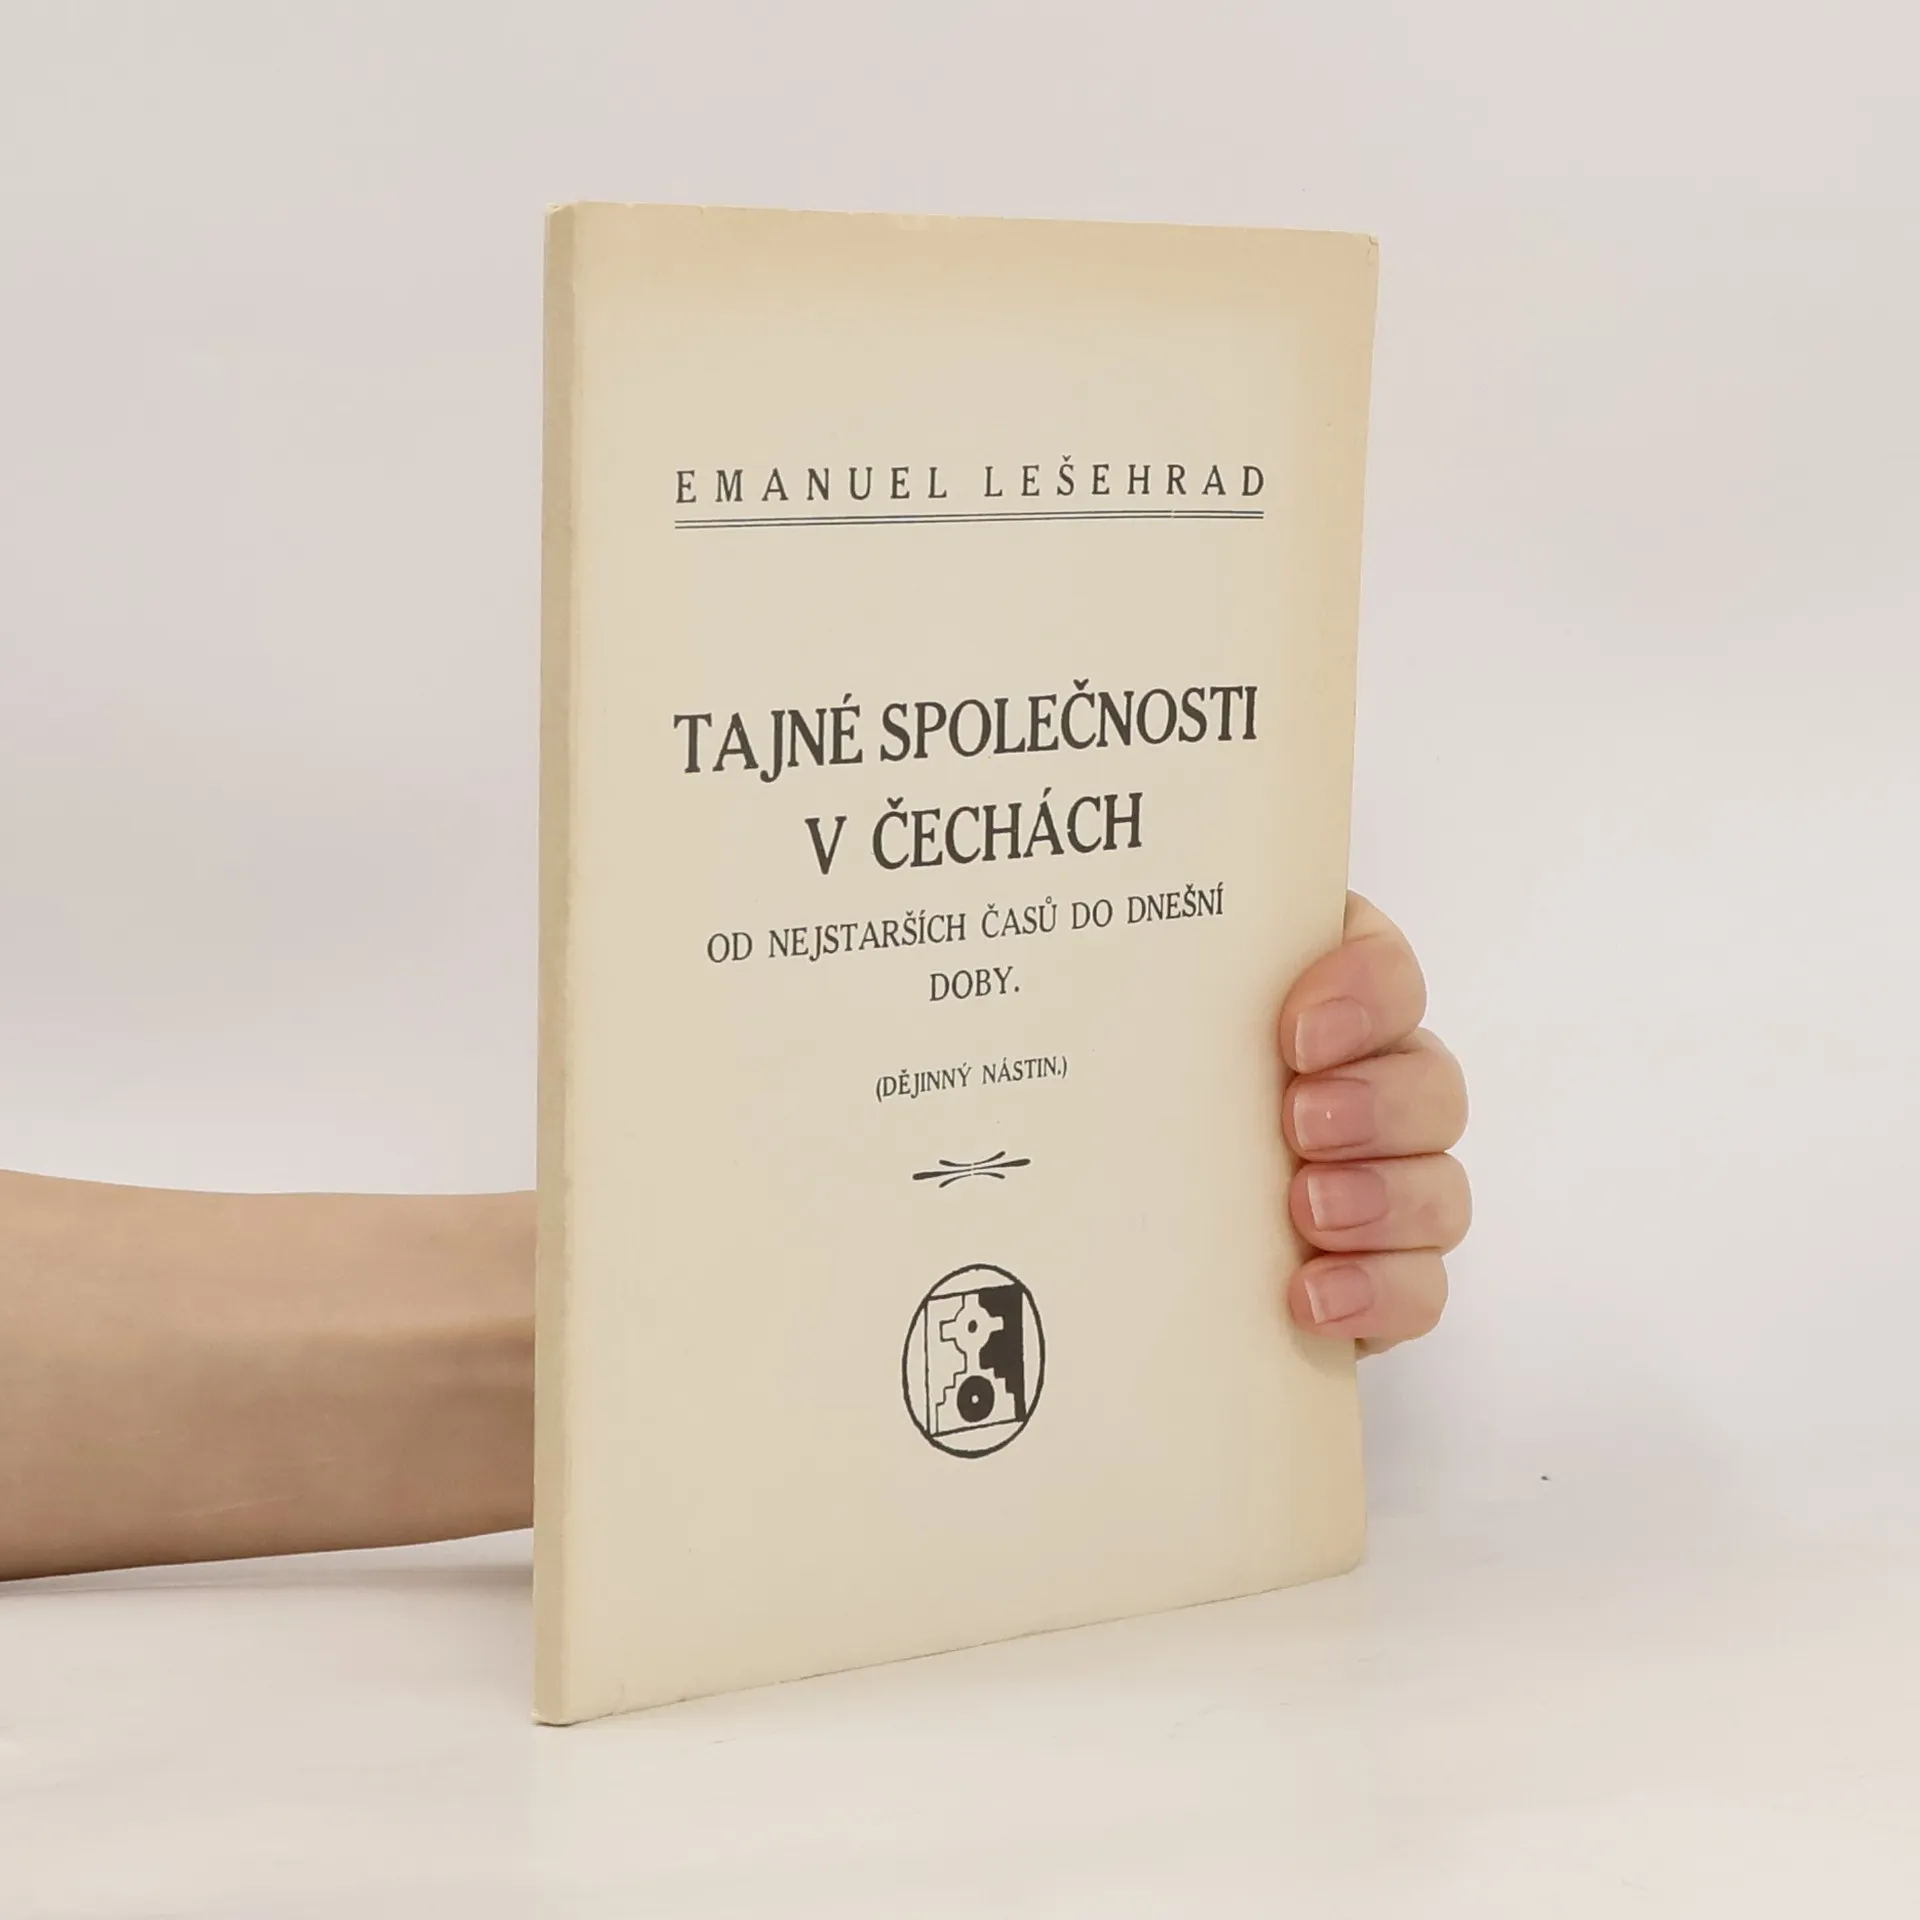 EMANUEL LEŠEHRAD
TAJNÉ SPOLEČNOSTI
V ČECHÁCH
OD NEJSTARŠÍCH ČASŮ DO DNEŠNÍ
DOBY.
(DĚJINNÝ NÁSTIN.)